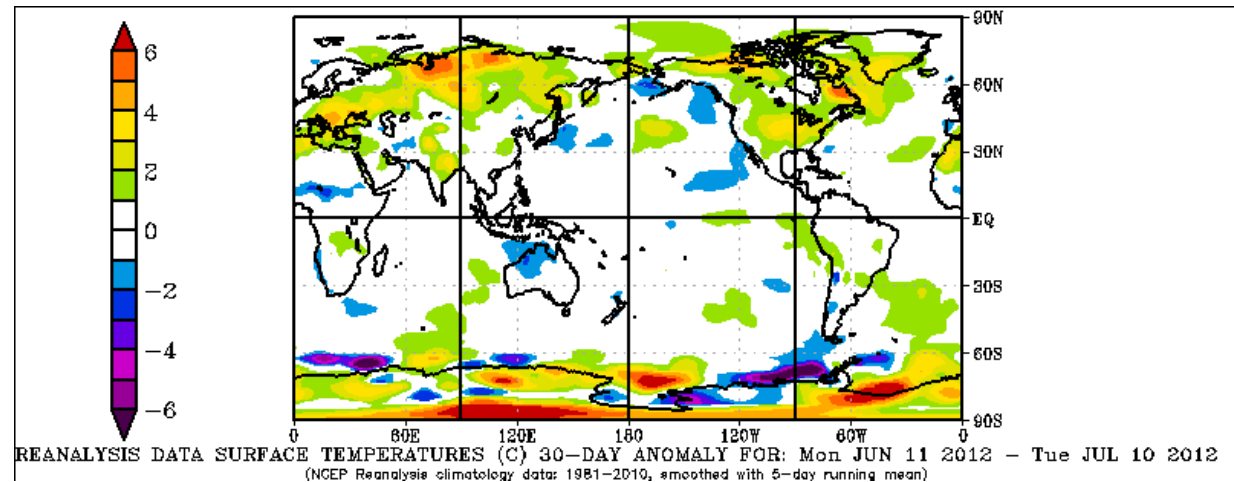 6
4
2
0
−2
−4
−6
90N
60N
30N
EQ
30S
60S
90S
0 60E 120E 180 120W 60W 0
REANALYSIS DATA SURFACE TEMPERATURES (C) 30−DAY ANOMALY FOR: Mon JUN 11 2012 − Tue JUL 10 2012
(NCEP Reanalysis climatology data: 1981−2010, smoothed with 5−day running mean)